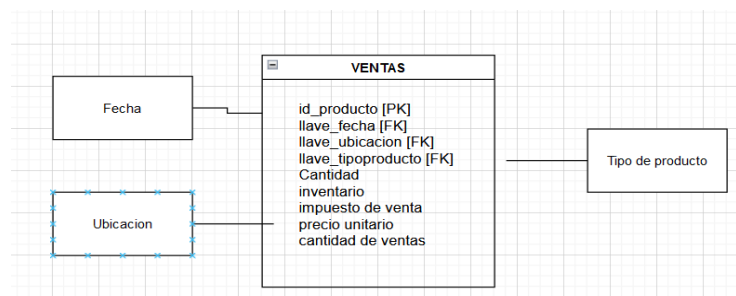 VENTAS
Fecha
id_producto [PK]
llave_fecha [FK]
llave_ubicacion [FK]
llave_tipoproducto [FK]
Cantidad
inventario
impuesto de venta
precio unitario
cantidad de ventas
Tipo de producto
Ubicacion